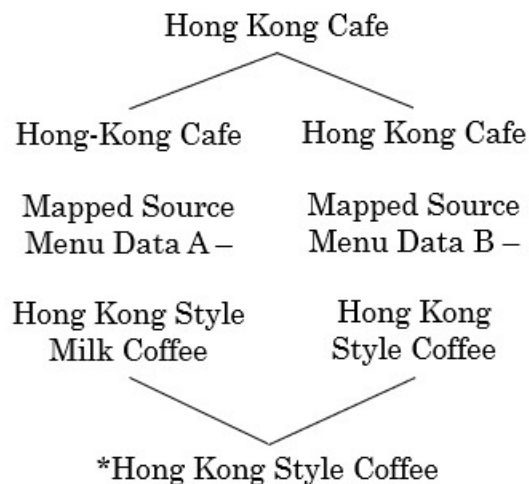 Hong Kong Cafe
Hong-Kong Cafe
Mapped Source
Menu Data A –
Hong Kong Style
Milk Coffee
Hong Kong Cafe
Mapped Source
Menu Data B –
Hong Kong
Style Coffee
*Hong Kong Style Coffee